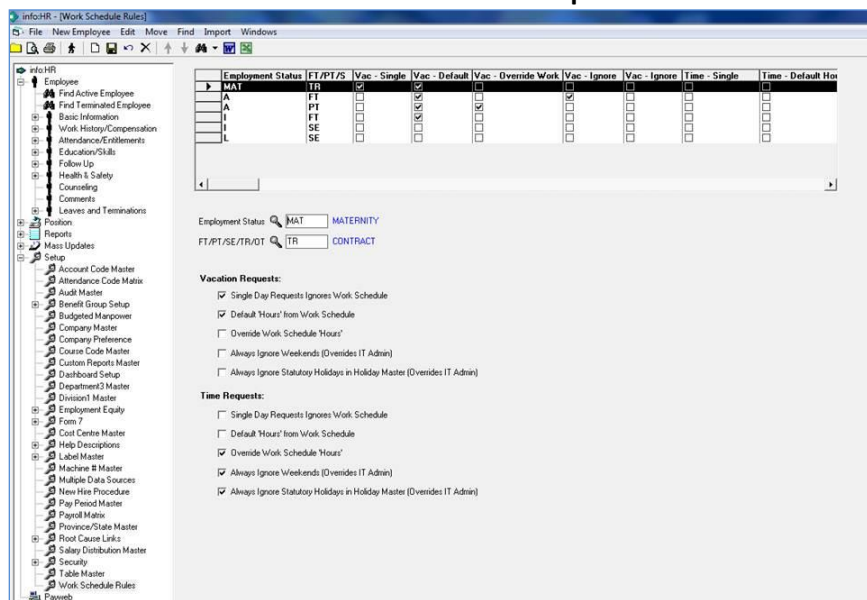 info:HR - [Work Schedule Rules]
File New Employee Edit Move Find Import Windows
info:HR
Employee
Find Active Employee
Find Terminated Employee
Basic Information
Work History/Compensation
Attendance/Entitlements
Education/Skills
Follow Up
Health & Safety
Counseling
Comments
Leaves and Terminations
Position
Reports
Mass Updates
Setup
Account Code Master
Attendance Code Matrix
Audit Master
Benefit Group Setup
Budgeted Manpower
Company Master
Company Preference
Course Code Master
Custom Reports Master
Dashboard Setup
Department3 Master
Division1 Master
Employment Equity
Form 7
Cost Centre Master
Help Descriptions
Label Master
Machine # Master
Multiple Data Sources
New Hire Procedure
Pay Period Master
Payroll Matrix
Province/State Master
Root Cause Links
Salary Distribution Master
Security
Table Master
Work Schedule Rules
Payweb
Employment Status FT/PT/S Vac - Single Vac - Default Vac - Override Work Vac - Ignore Vac - Ignore Time - Single Time - Default Hou
MAT TR
A FT
A PT
I FT
I SE
L SE
Employment Status MAT MATERNITY
FT/PT/SE/TR/OT TR CONTRACT
Vacation Requests:
Single Day Requests Ignores Work Schedule
Default 'Hours' from Work Schedule
Override Work Schedule 'Hours'
Always Ignore Weekends (Overrides IT Admin)
Always Ignore Statutory Holidays in Holiday Master (Overrides IT Admin)
Time Requests:
Single Day Requests Ignores Work Schedule
Default 'Hours' from Work Schedule
Override Work Schedule 'Hours'
Always Ignore Weekends (Overrides IT Admin)
Always Ignore Statutory Holidays in Holiday Master (Overrides IT Admin)